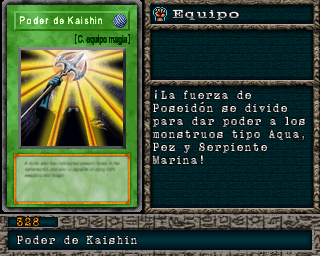 Poder de Kaishin
[C. equipo magia]
Equipo
¡La fuerza de
Poseidón se divide
para dar poder a los
monstruos tipo Aqua,
Pez y Serpiente
Marina!
328
Poder de Kaishin